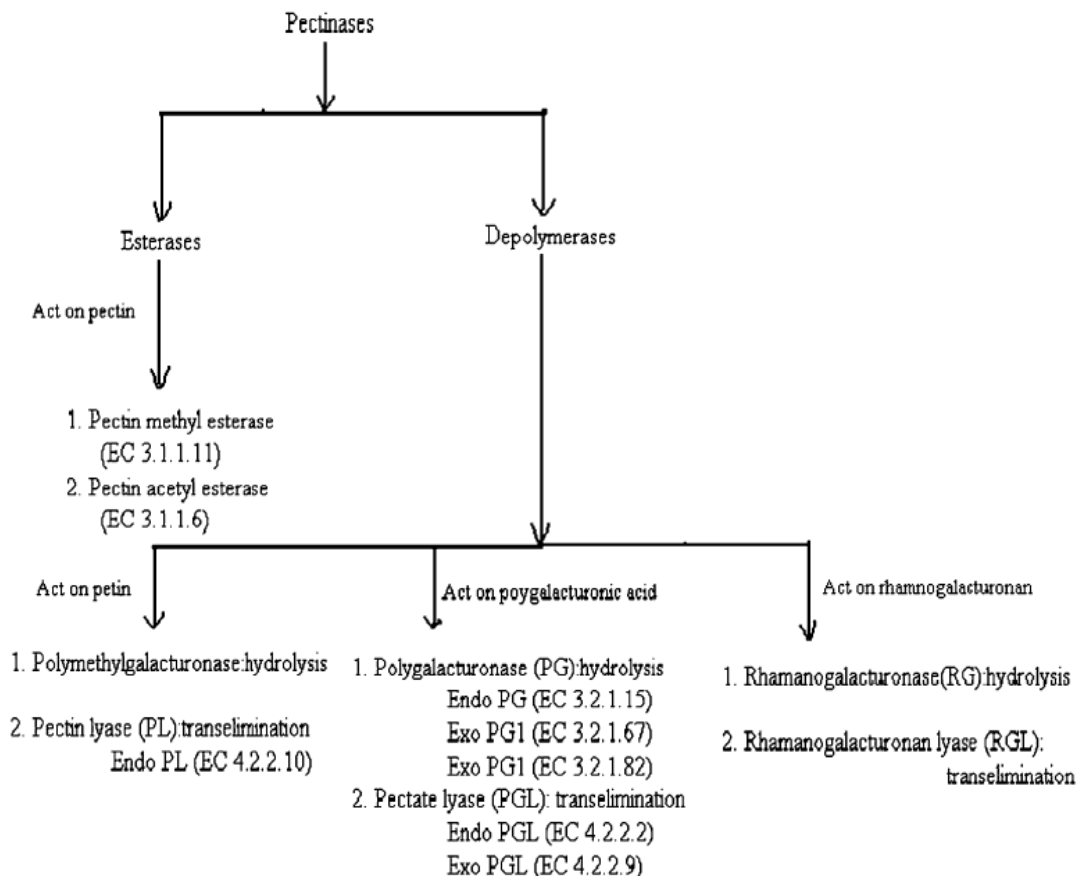 Pectinases
Esterases
Depolymerases
Act on pectin
1. Pectin methyl esterase
(EC 3.1.1.11)
2. Pectin acetyl esterase
(EC 3.1.1.6)
Act on petin
1. Polymethylgalacturonase:hydrolysis
2. Pectin lyase (PL):transelimination
Endo PL (EC 4.2.2.10)
Act on poygalacturonic acid
1. Polygalacturonase (PG):hydrolysis
Endo PG (EC 3.2.1.15)
Exo PG1 (EC 3.2.1.67)
Exo PG1 (EC 3.2.1.82)
2. Pectate lyase (PGL): transelimination
Endo PGL (EC 4.2.2.2)
Exo PGL (EC 4.2.2.9)
Act on rhamnogalacturonan
1. Rhamanogalacturonase(RG):hydrolysis
2. Rhamanogalacturonan lyase (RGL):
transelimination